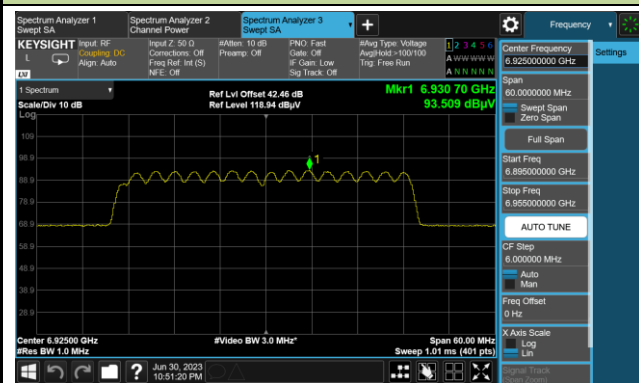 Spectrum Analyzer 1
Swept SA
Spectrum Analyzer 2
Channel Power
Spectrum Analyzer 3
Swept SA
Frequency
KEYSIGHT
L
Input: RF
Coupling: DC
Align: Auto
Input Z: 50 Ω
Corrections: Off
Freq Ref: Int (S)
NFE: Off
#Atten: 10 dB
Preamp: Off
PNO: Fast
Gate: Off
IF Gain: Low
Sig Track: Off
#Avg Type: Voltage
Avg|Hold:>100/100
Trig: Free Run
1 2 3 4 5 6
A W W W W W
A N N N N N
LXI
1 Spectrum
Scale/Div 10 dB
Log
Ref Lvl Offset 42.46 dB
Ref Level 118.94 dBµV
Mkr1 6.930 70 GHz
93.509 dBµV
109
98.9
88.9
78.9
68.9
58.9
48.9
38.9
28.9
1
Center 6.92500 GHz
#Res BW 1.0 MHz
#Video BW 3.0 MHz*
Span 60.00 MHz
Sweep 1.01 ms (401 pts)
Center Frequency
6.925000000 GHz
Settings
Span
60.0000000 MHz
Swept Span
Zero Span
Full Span
Start Freq
6.895000000 GHz
Stop Freq
6.955000000 GHz
AUTO TUNE
CF Step
6.000000 MHz
Auto
Man
Freq Offset
0 Hz
X Axis Scale
Log
Lin
Signal Track
(Span Zoom)
?
Jun 30, 2023
10:51:20 PM